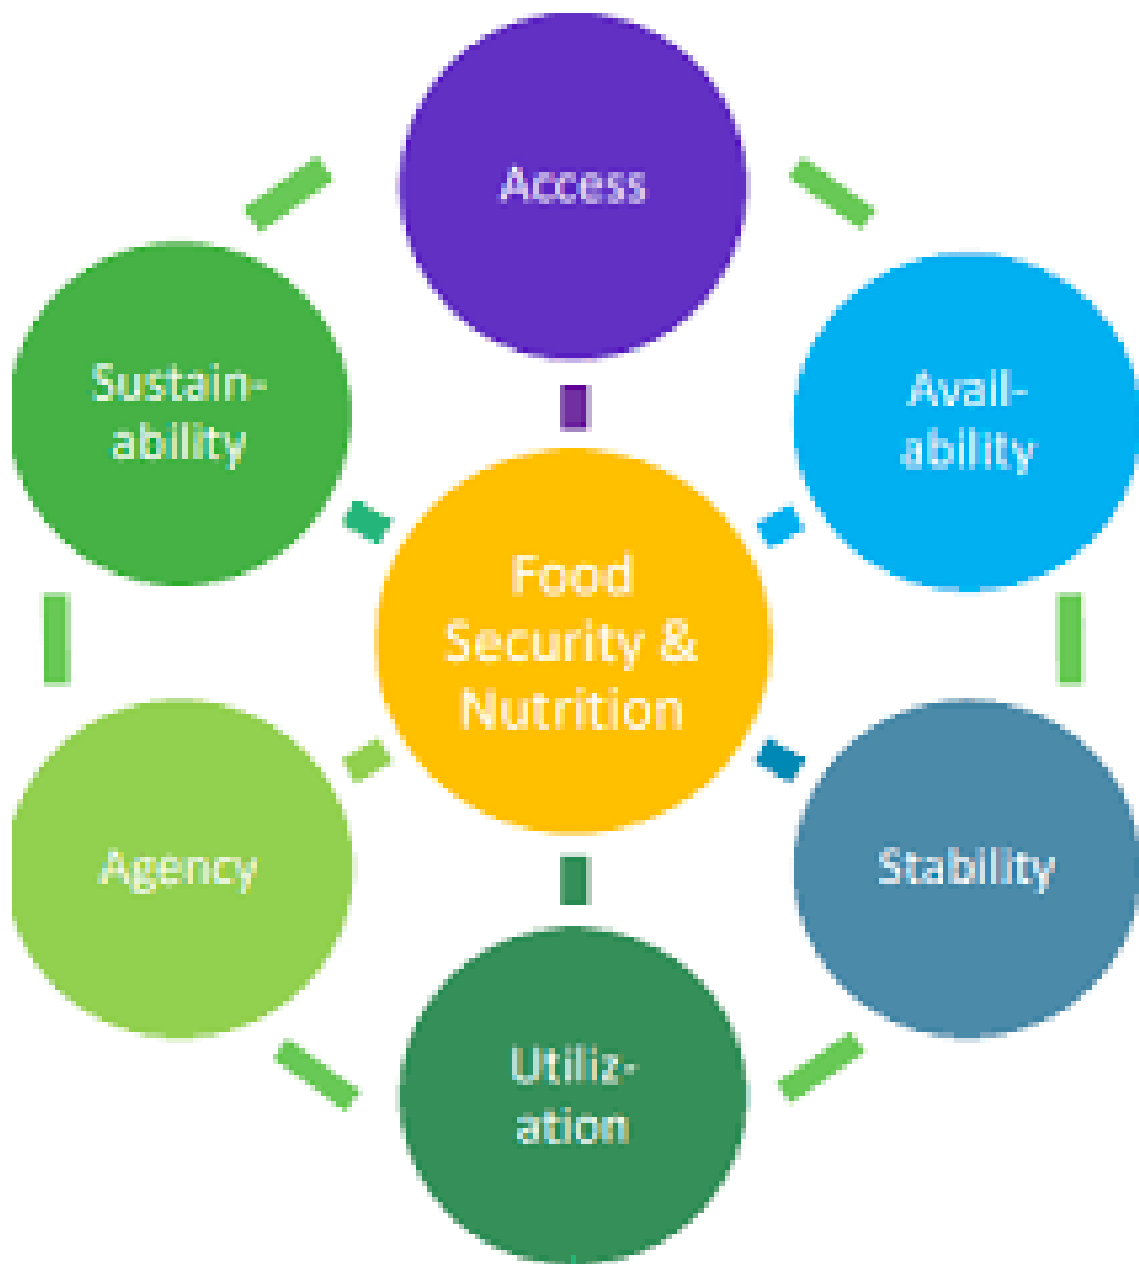 Access
Avail-
ability
Stability
Utiliz-
ation
Agency
Sustain-
ability
Food
Security &
Nutrition